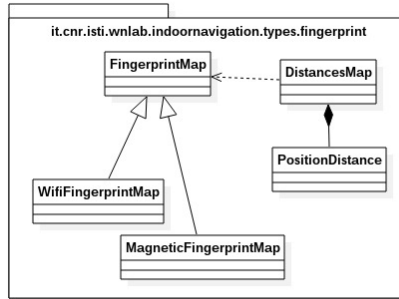 it.cnr.isti.wnlab.indoornavigation.types.fingerprint
FingerprintMap
DistancesMap
PositionDistance
WifiFingerprintMap
MagneticFingerprintMap